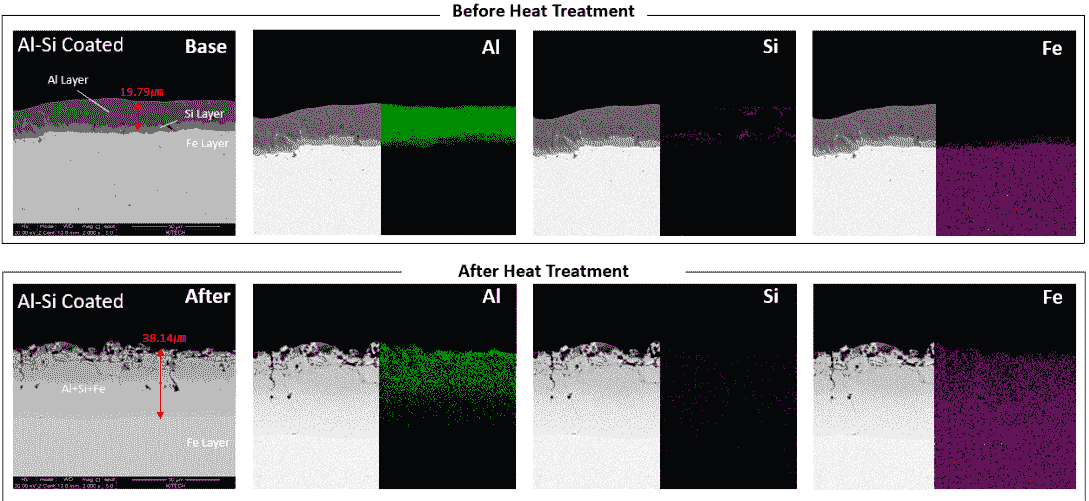 Before Heat Treatment
Al-Si Coated
Base
Al Layer
19.79㎛
Si Layer
Fe Layer
Al
Si
Fe
After Heat Treatment
Al-Si Coated
After
38.14㎛
Al+Si+Fe
Fe Layer
Al
Si
Fe